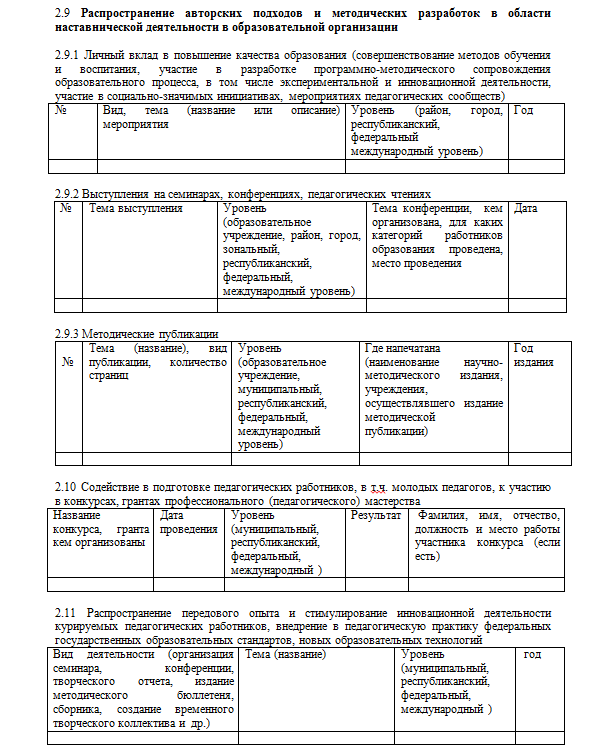 2.9 Распространение авторских подходов и методических разработок в области
наставнической деятельности в образовательной организации
2.9.1 Личный вклад в повышение качества образования (совершенствование методов обучения
и воспитания, участие в разработке программно-методического сопровождения
образовательного процесса, в том числе экспериментальной и инновационной деятельности,
участие в социально-значимых инициативах, мероприятиях педагогических сообществ)
№
Вид, тема (название или описание)
мероприятия
Уровень (район, город,
республиканский,
федеральный
международный уровень)
Год
2.9.2 Выступления на семинарах, конференциях, педагогических чтениях
№
Тема выступления
Уровень
(образовательное
учреждение, район, город,
зональный,
республиканский,
федеральный,
международный уровень)
Тема конференции, кем
организована, для каких
категорий работников
образования проведена,
место проведения
Дата
2.9.3 Методические публикации
№
Тема (название), вид
публикации, количество
страниц
Уровень
(образовательное
учреждение,
муниципальный,
республиканский,
федеральный,
международный
уровень)
Где напечатана
(наименование научно-
методического издания,
учреждения,
осуществлявшего издание
методической
публикации)
Год
издания
2.10 Содействие в подготовке педагогических работников, в т.ч. молодых педагогов, к участию
в конкурсах, грантах профессионального (педагогического) мастерства
Название
конкурса, гранта
кем организованы
Дата
проведения
Уровень
(муниципальный,
республиканский,
федеральный,
международный )
Результат
Фамилия, имя, отчество,
должность и место работы
участника конкурса (если
есть)
2.11 Распространение передового опыта и стимулирование инновационной деятельности
курируемых педагогических работников, внедрение в педагогическую практику федеральных
государственных образовательных стандартов, новых образовательных технологий
Вид деятельности (организация
семинара, конференции,
творческого отчета, издание
методического бюллетеня,
сборника, создание временного
творческого коллектива и др.)
Тема (название)
Уровень
(муниципальный,
республиканский,
федеральный,
международный )
год